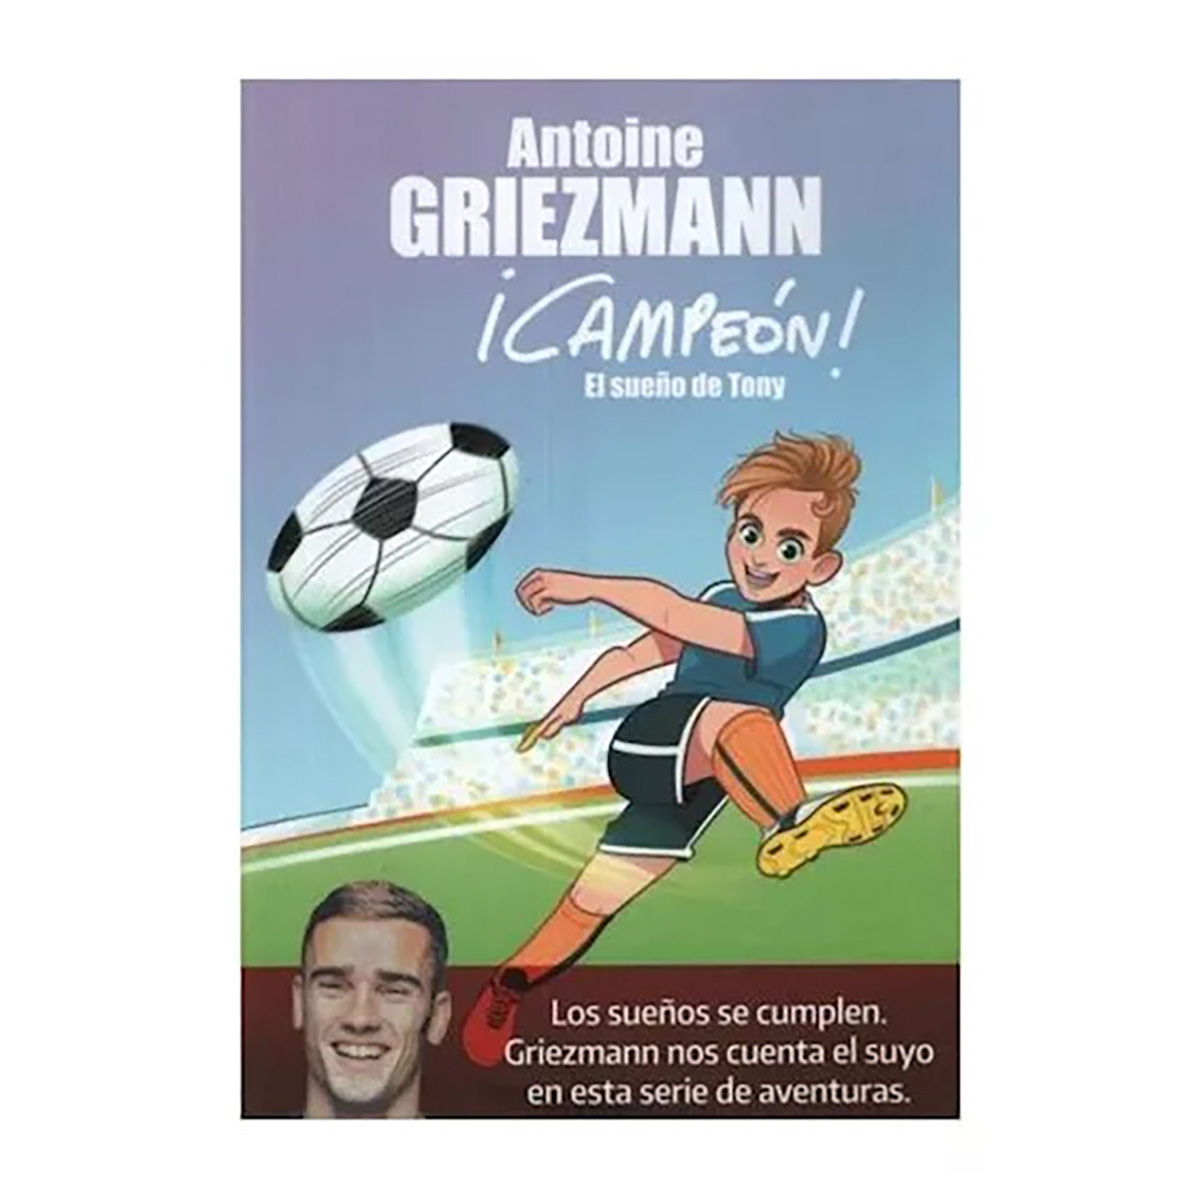 Antoine
GRIEZMANN
¡CAMPEÓN!
El sueño de Tony
Los sueños se cumplen.
Griezmann nos cuenta el suyo
en esta serie de aventuras.